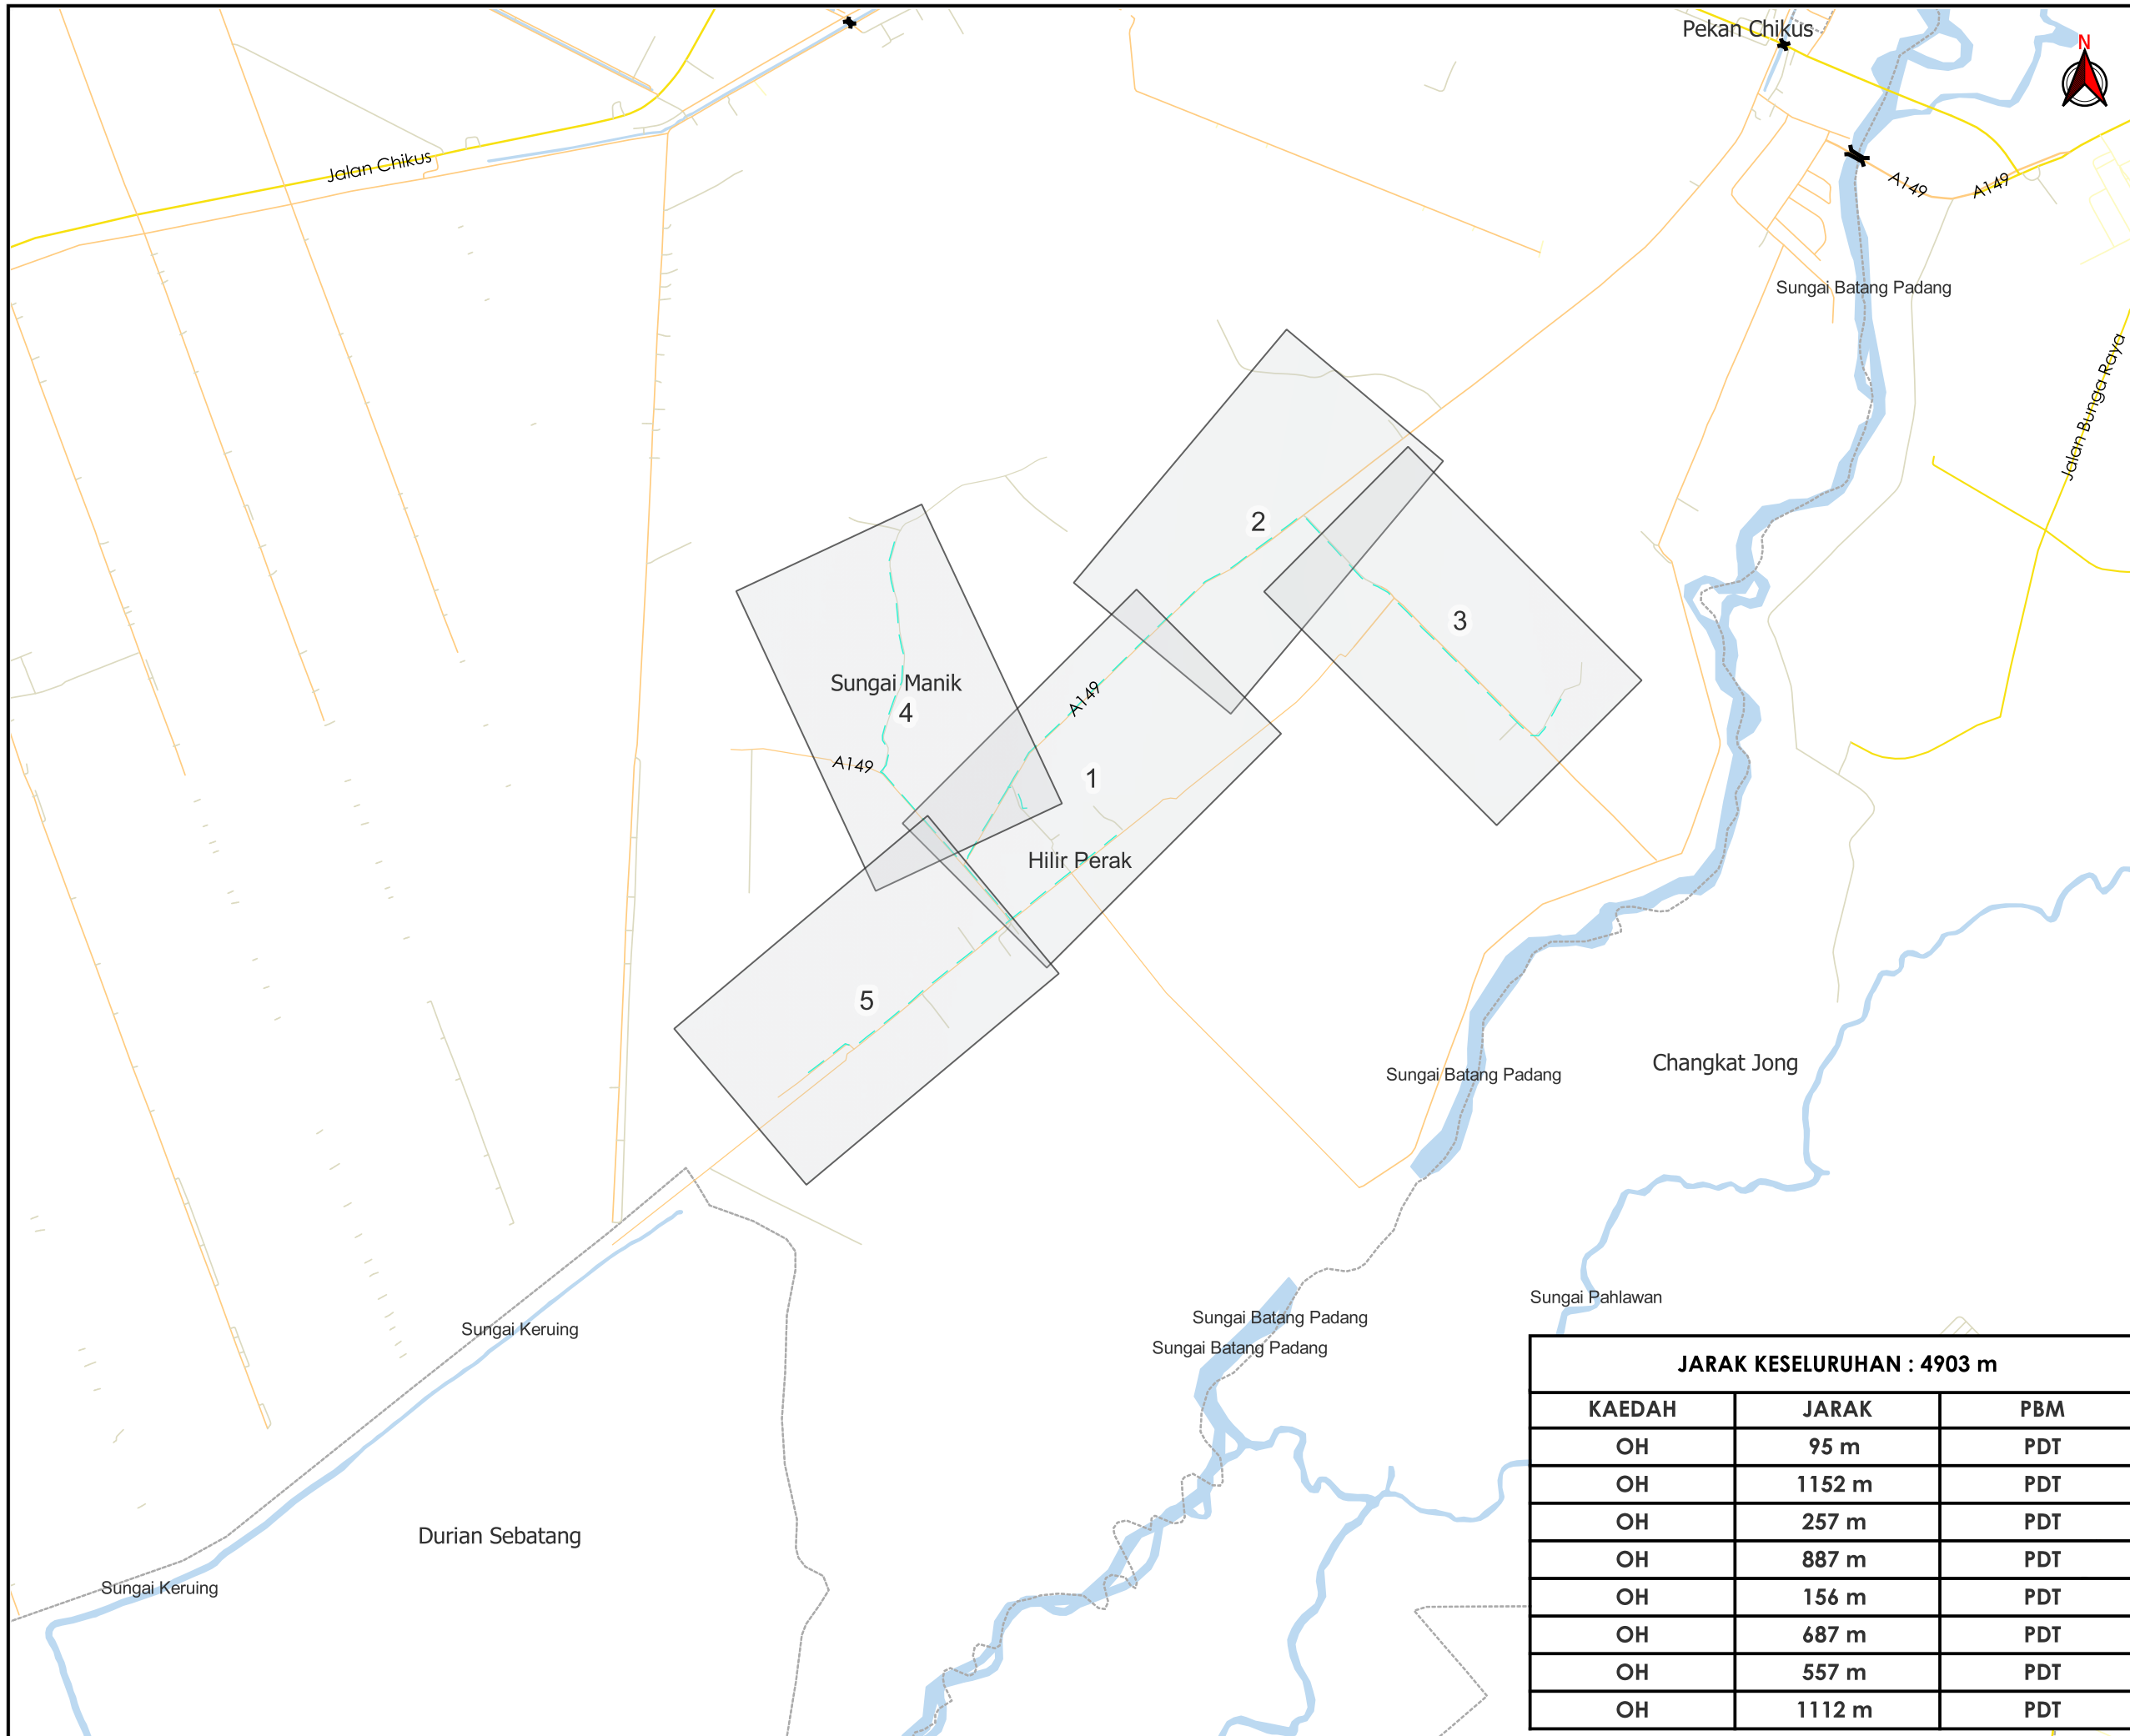 Pekan Chikus
N
Jalan Chikus
A149
A149
Sungai Batang Padang
Jalan Bunga Raya
2
3
Sungai Manik
4
A149
A149
1
Hilir Perak
5
Changkat Jong
Sungai Batang Padang
Sungai Pahlawan
Sungai Batang Padang
Sungai Keruing
Sungai Batang Padang
Durian Sebatang
Sungai Keruing
JARAK KESELURUHAN : 4903 m
KAEDAH JARAK PBM
OH 95 m PDT
OH 1152 m PDT
OH 257 m PDT
OH 887 m PDT
OH 156 m PDT
OH 687 m PDT
OH 557 m PDT
OH 1112 m PDT